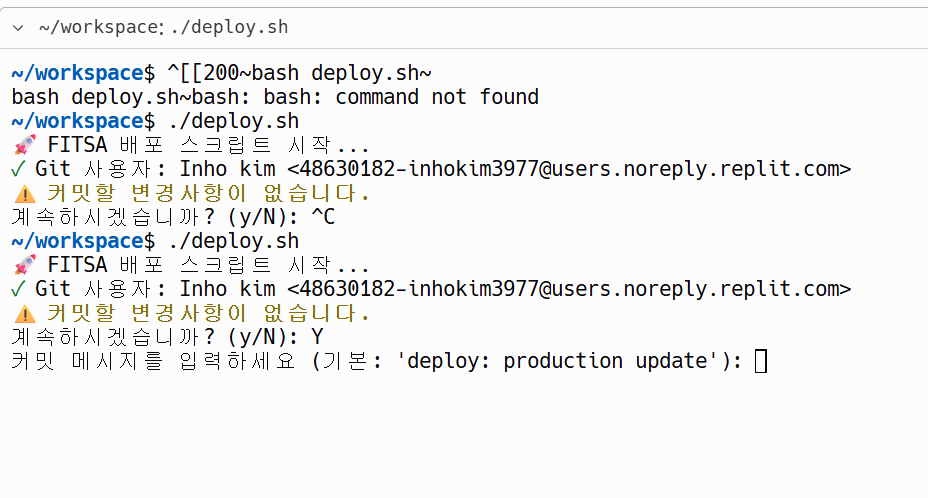 ~/workspace: ./deploy.sh
~/workspace$ ^[[200~bash deploy.sh~
bash deploy.sh~bash: bash: command not found
~/workspace$ ./deploy.sh
🚀 FITSA 배포 스크립트 시작...
✓ Git 사용자: Inho kim <48630182-inhokim3977@users.noreply.replit.com>
⚠️ 커밋할 변경사항이 없습니다.
계속하시겠습니까? (y/N): ^C
~/workspace$ ./deploy.sh
🚀 FITSA 배포 스크립트 시작...
✓ Git 사용자: Inho kim <48630182-inhokim3977@users.noreply.replit.com>
⚠️ 커밋할 변경사항이 없습니다.
계속하시겠습니까? (y/N): Y
커밋 메시지를 입력하세요 (기본: 'deploy: production update'):